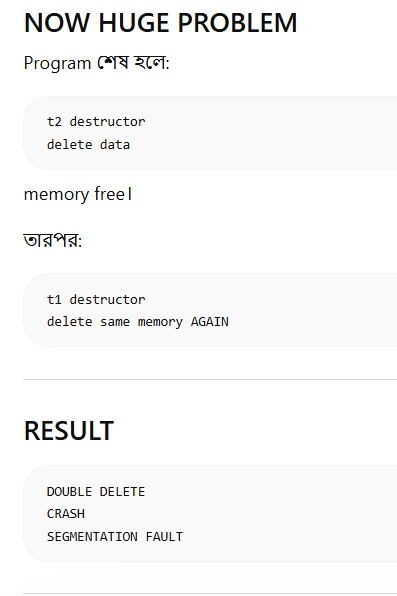 NOW HUGE PROBLEM
Program শেষ হলে:
t2 destructor
delete data
memory free।
তারপর:
t1 destructor
delete same memory AGAIN
RESULT
DOUBLE DELETE
CRASH
SEGMENTATION FAULT